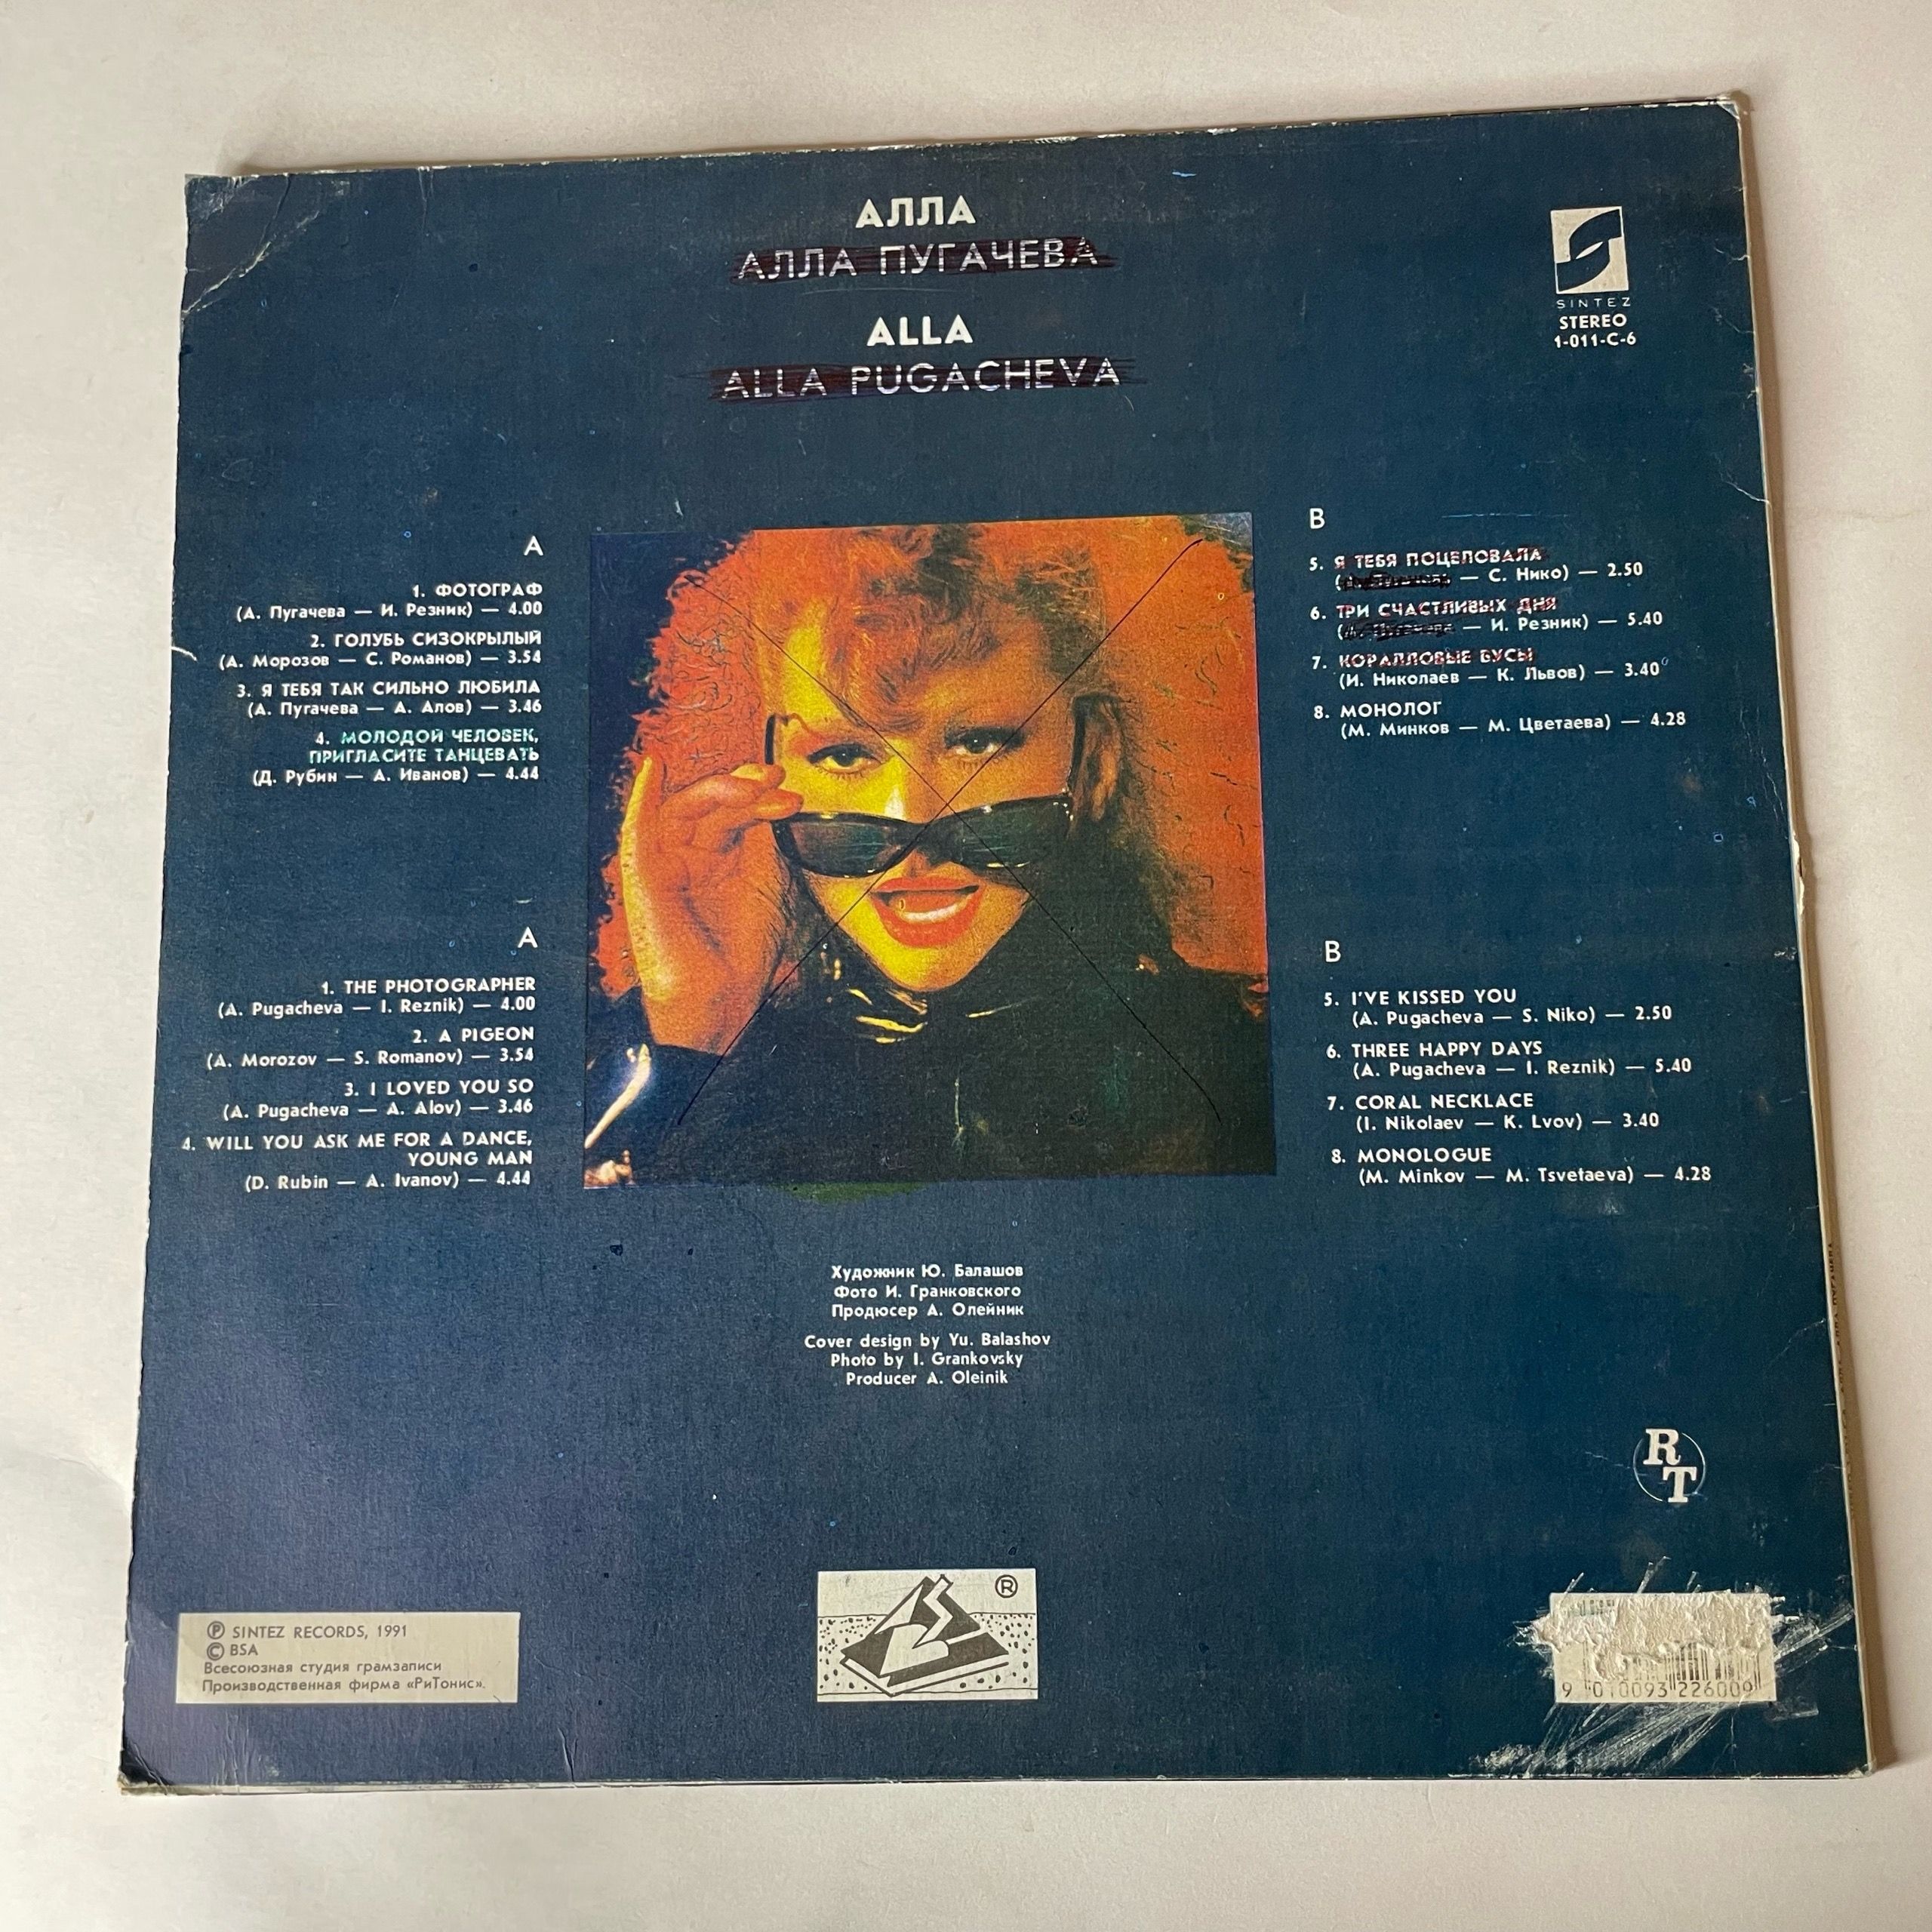 АЛЛА
АЛЛА ПУГАЧЕВА
ALLA
ALLA PUGACHEVA
SINTEZ
STEREO
1-011-C-6
A
1. ФОТОГРАФ
(А. Пугачева — И. Резник) — 4.00
2. ГОЛУБЬ СИЗОКРЫЛЫЙ
(А. Морозов — С. Романов) — 3.54
3. Я ТЕБЯ ТАК СИЛЬНО ЛЮБИЛА
(А. Пугачева — А. Алов) — 3.46
4. МОЛОДОЙ ЧЕЛОВЕК,
ПРИГЛАСИТЕ ТАНЦЕВАТЬ
(Д. Рубин — А. Иванов) — 4.44
B
5. Я ТЕБЯ ПОЦЕЛОВАЛА
— С. Нико) — 2.50
6. ТРИ СЧАСТЛИВЫХ ДНЯ
— И. Резник) — 5.40
7. КОРАЛЛОВЫЕ БУСЫ
(И. Николаев — К. Львов) — 3.40
8. МОНОЛОГ
(М. Минков — М. Цветаева) — 4.28
A
1. THE PHOTOGRAPHER
(A. Pugacheva — I. Reznik) — 4.00
2. A PIGEON
(A. Morozov — S. Romanov) — 3.54
3. I LOVED YOU SO
(A. Pugacheva — A. Alov) — 3.46
4. WILL YOU ASK ME FOR A DANCE,
YOUNG MAN
(D. Rubin — A. Ivanov) — 4.44
B
5. I'VE KISSED YOU
(A. Pugacheva — S. Niko) — 2.50
6. THREE HAPPY DAYS
(A. Pugacheva — I. Reznik) — 5.40
7. CORAL NECKLACE
(I. Nikolaev — K. Lvov) — 3.40
8. MONOLOGUE
(M. Minkov — M. Tsvetaeva) — 4.28
Художник Ю. Балашов
Фото И. Гранковского
Продюсер А. Олейник
Cover design by Yu. Balashov
Photo by I. Grankovsky
Producer A. Oleinik
RT
®
℗ SINTEZ RECORDS, 1991
© BSA
Всесоюзная студия грамзаписи
Производственная фирма «РиТонис».
9 010093 226009